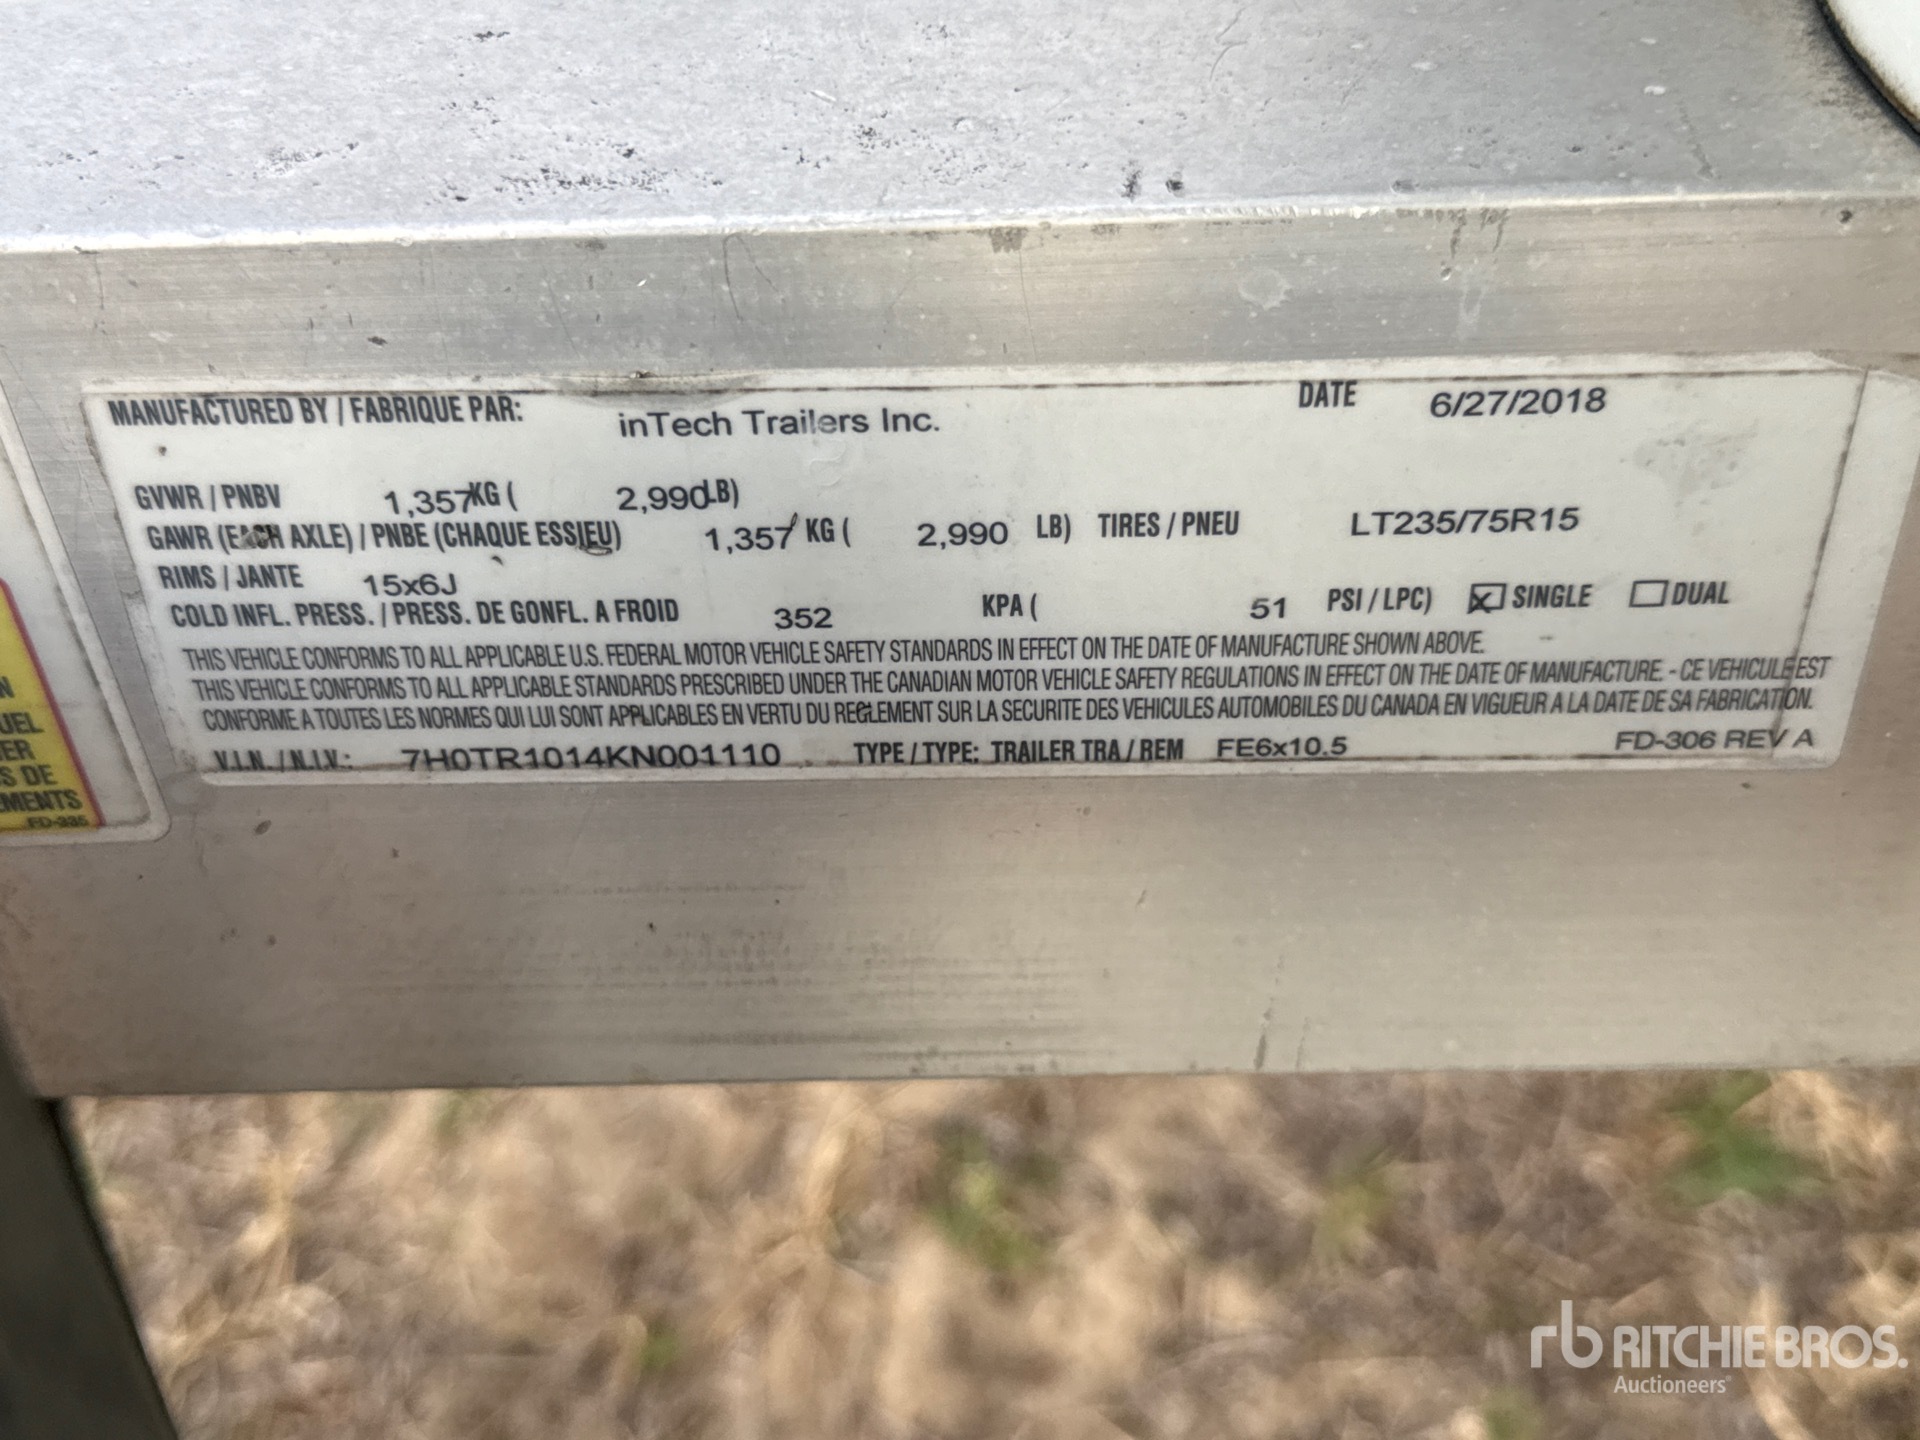 MANUFACTURED BY / FABRIQUE PAR: inTech Trailers Inc. DATE 6/27/2018
GVWR / PNBV 1,357 KG ( 2,990 LB)
GAWR (EACH AXLE) / PNBE (CHAQUE ESSIEU) 1,357 KG ( 2,990 LB) TIRES / PNEU LT235/75R15
RIMS / JANTE 15x6J
COLD INFL. PRESS. / PRESS. DE GONFL. A FROID 352 KPA ( 51 PSI / LPC) SINGLE DUAL
THIS VEHICLE CONFORMS TO ALL APPLICABLE U.S. FEDERAL MOTOR VEHICLE SAFETY STANDARDS IN EFFECT ON THE DATE OF MANUFACTURE SHOWN ABOVE.
THIS VEHICLE CONFORMS TO ALL APPLICABLE STANDARDS PRESCRIBED UNDER THE CANADIAN MOTOR VEHICLE SAFETY REGULATIONS IN EFFECT ON THE DATE OF MANUFACTURE. - CE VEHICULE EST
CONFORME A TOUTES LES NORMES QUI LUI SONT APPLICABLES EN VERTU DU REGLEMENT SUR LA SECURITE DES VEHICULES AUTOMOBILES DU CANADA EN VIGUEUR A LA DATE DE SA FABRICATION.
V.I.N. / N.I.V.: 7H0TR1014KN001110 TYPE / TYPE: TRAILER TRA / REM FE6x10.5 FD-306 REV A
N
UEL
ER
S DE
EMENTS
FD-335
rb RITCHIE BROS.
Auctioneers